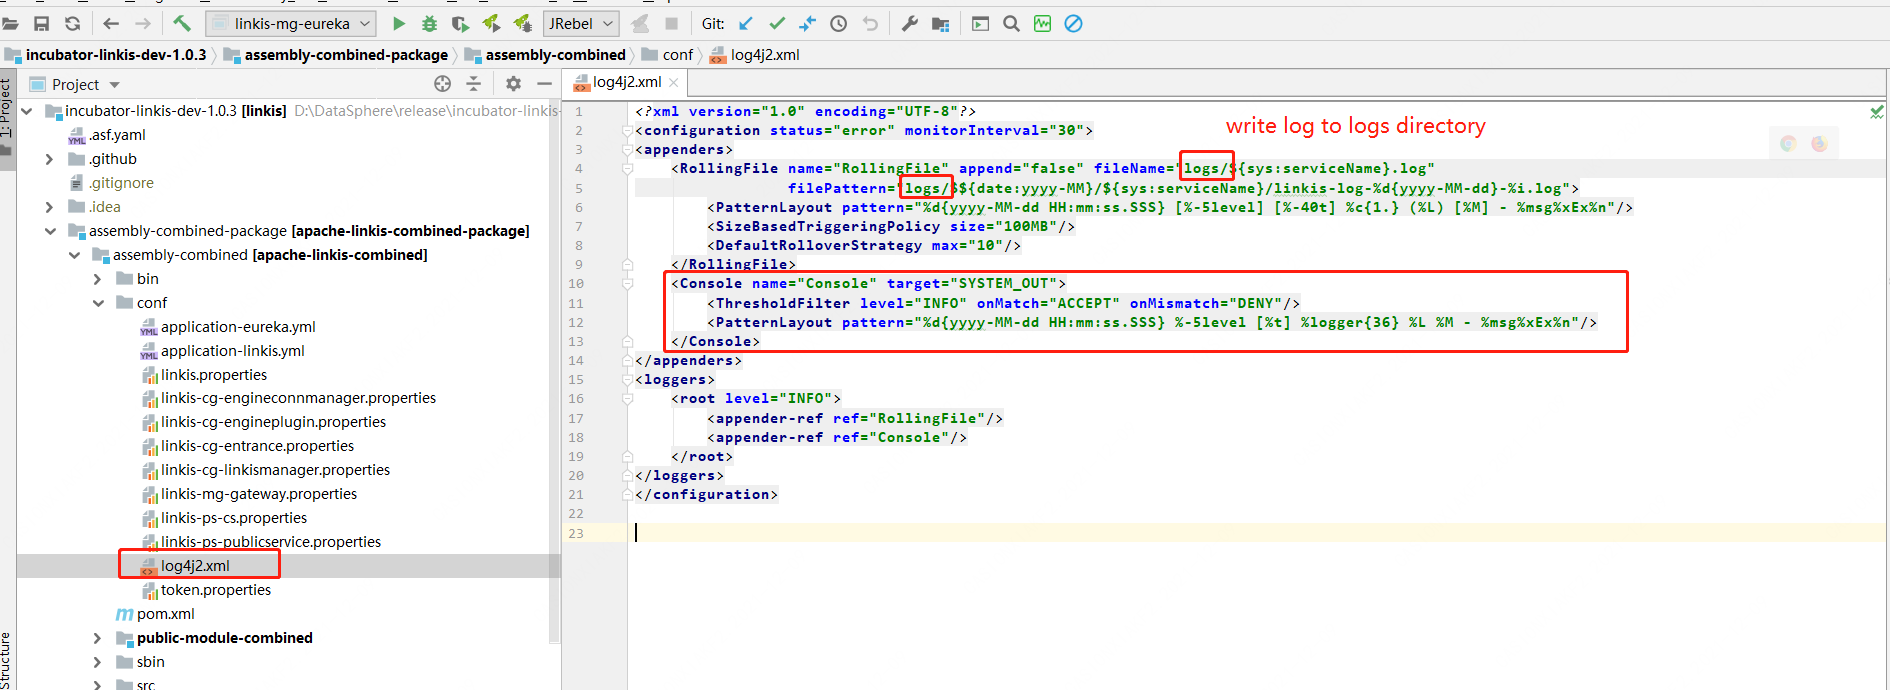 linkis-mg-eureka
JRebel
Git:
incubator-linkis-dev-1.0.3
assembly-combined-package
assembly-combined
conf
log4j2.xml
1: Project
Project
log4j2.xml
incubator-linkis-dev-1.0.3 [linkis] D:\DataSphere\release\incubator-linkis-
.asf.yaml
.github
.gitignore
.idea
assembly-combined-package [apache-linkis-combined-package]
assembly-combined [apache-linkis-combined]
bin
conf
application-eureka.yml
application-linkis.yml
linkis.properties
linkis-cg-engineconnmanager.properties
linkis-cg-engineplugin.properties
linkis-cg-entrance.properties
linkis-cg-linkismanager.properties
linkis-mg-gateway.properties
linkis-ps-cs.properties
linkis-ps-publicservice.properties
log4j2.xml
token.properties
pom.xml
public-module-combined
sbin
src
Structure
write log to logs directory
1 <?xml version="1.0" encoding="UTF-8"?>
2 <configuration status="error" monitorInterval="30">
3 <appenders>
4 <RollingFile name="RollingFile" append="false" fileName="logs/${sys:serviceName}.log"
5 filePattern="logs/$${date:yyyy-MM}/${sys:serviceName}/linkis-log-%d{yyyy-MM-dd}-%i.log">
6 <PatternLayout pattern="%d{yyyy-MM-dd HH:mm:ss.SSS} [%-5level] [%-40t] %c{1.} (%L) [%M] - %msg%xEx%n"/>
7 <SizeBasedTriggeringPolicy size="100MB"/>
8 <DefaultRolloverStrategy max="10"/>
9 </RollingFile>
10 <Console name="Console" target="SYSTEM_OUT">
11 <ThresholdFilter level="INFO" onMatch="ACCEPT" onMismatch="DENY"/>
12 <PatternLayout pattern="%d{yyyy-MM-dd HH:mm:ss.SSS} %-5level [%t] %logger{36} %L %M - %msg%xEx%n"/>
13 </Console>
14 </appenders>
15 <loggers>
16 <root level="INFO">
17 <appender-ref ref="RollingFile"/>
18 <appender-ref ref="Console"/>
19 </root>
20 </loggers>
21 </configuration>
22
23